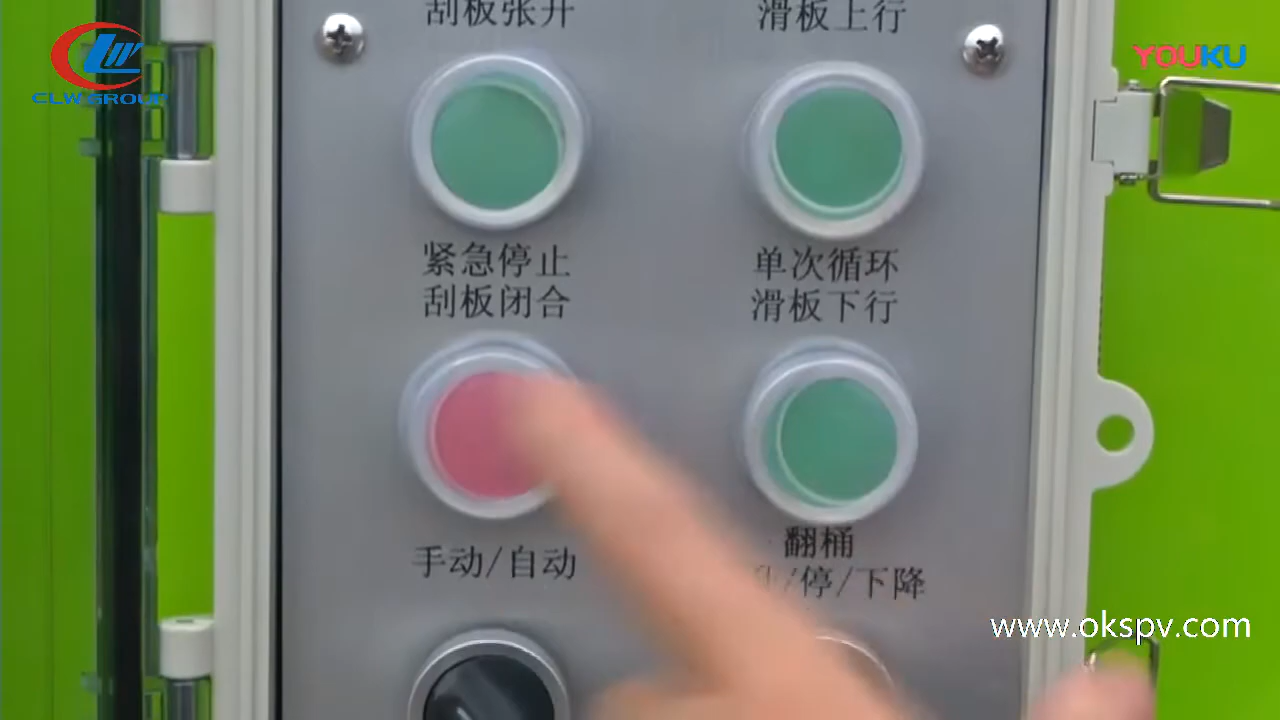 刮板张开
滑板上行
CLW GROUP
YOUKU
紧急停止
刮板闭合
单次循环
滑板下行
手动/自动
翻桶
/停/下降
www.okspv.com